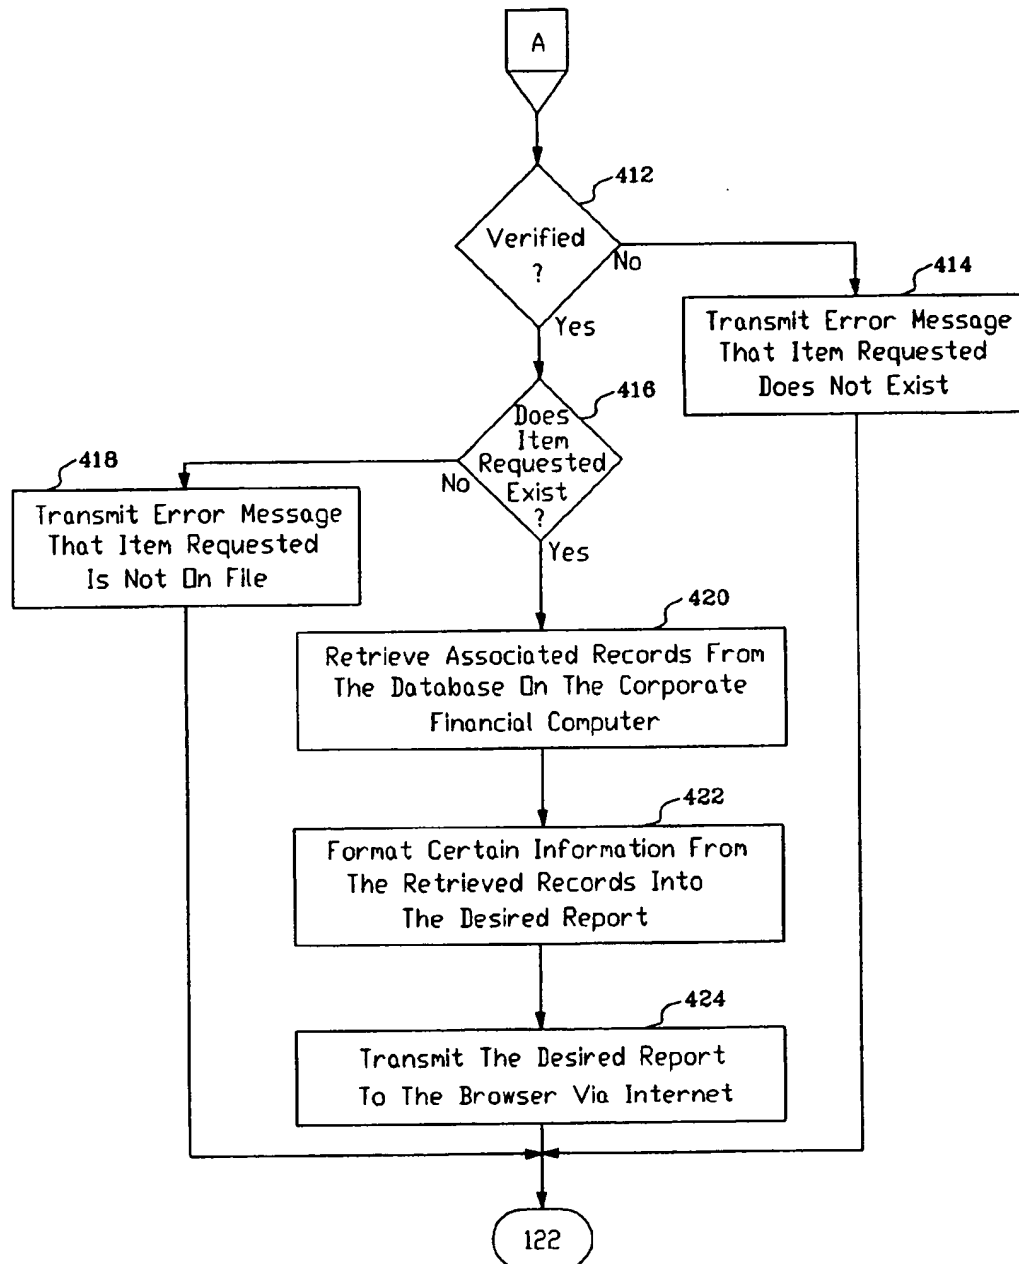 A
412
Verified
?
No
Yes
414
Transmit Error Message
That Item Requested
Does Not Exist
416
Does
Item
Requested
Exist
?
No
Yes
418
Transmit Error Message
That Item Requested
Is Not On File
420
Retrieve Associated Records From
The Database On The Corporate
Financial Computer
422
Format Certain Information From
The Retrieved Records Into
The Desired Report
424
Transmit The Desired Report
To The Browser Via Internet
122